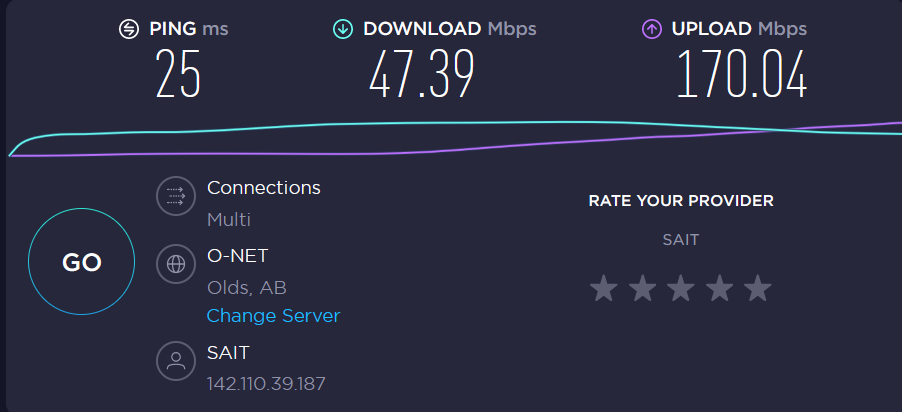 PING ms
DOWNLOAD Mbps
UPLOAD Mbps
25
47.39
170.04
Connections
Multi
GO
O-NET
Olds, AB
Change Server
SAIT
142.110.39.187
RATE YOUR PROVIDER
SAIT